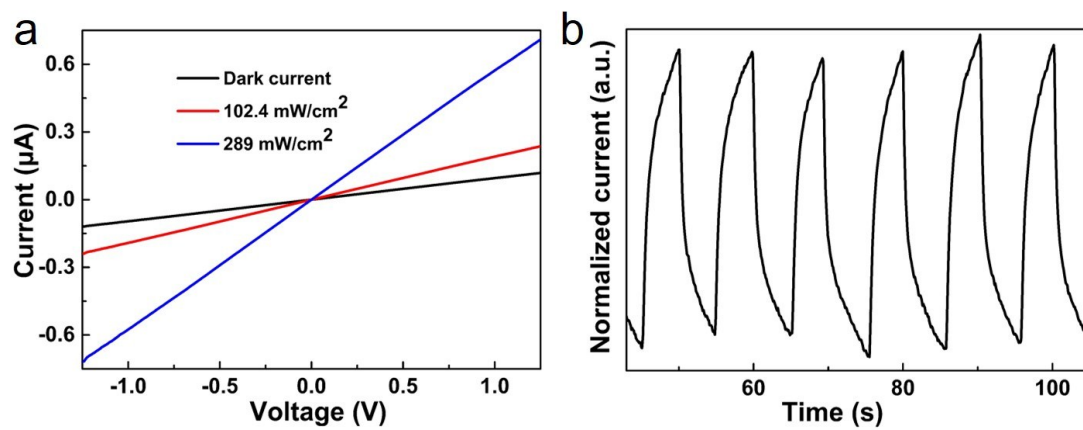 a
Current (μA)
0.6
0.3
0.0
-0.3
-0.6
Dark current
102.4 mW/cm²
289 mW/cm²
-1.0 -0.5 0.0 0.5 1.0
Voltage (V)
b
Normalized current (a.u.)
60 80 100
Time (s)